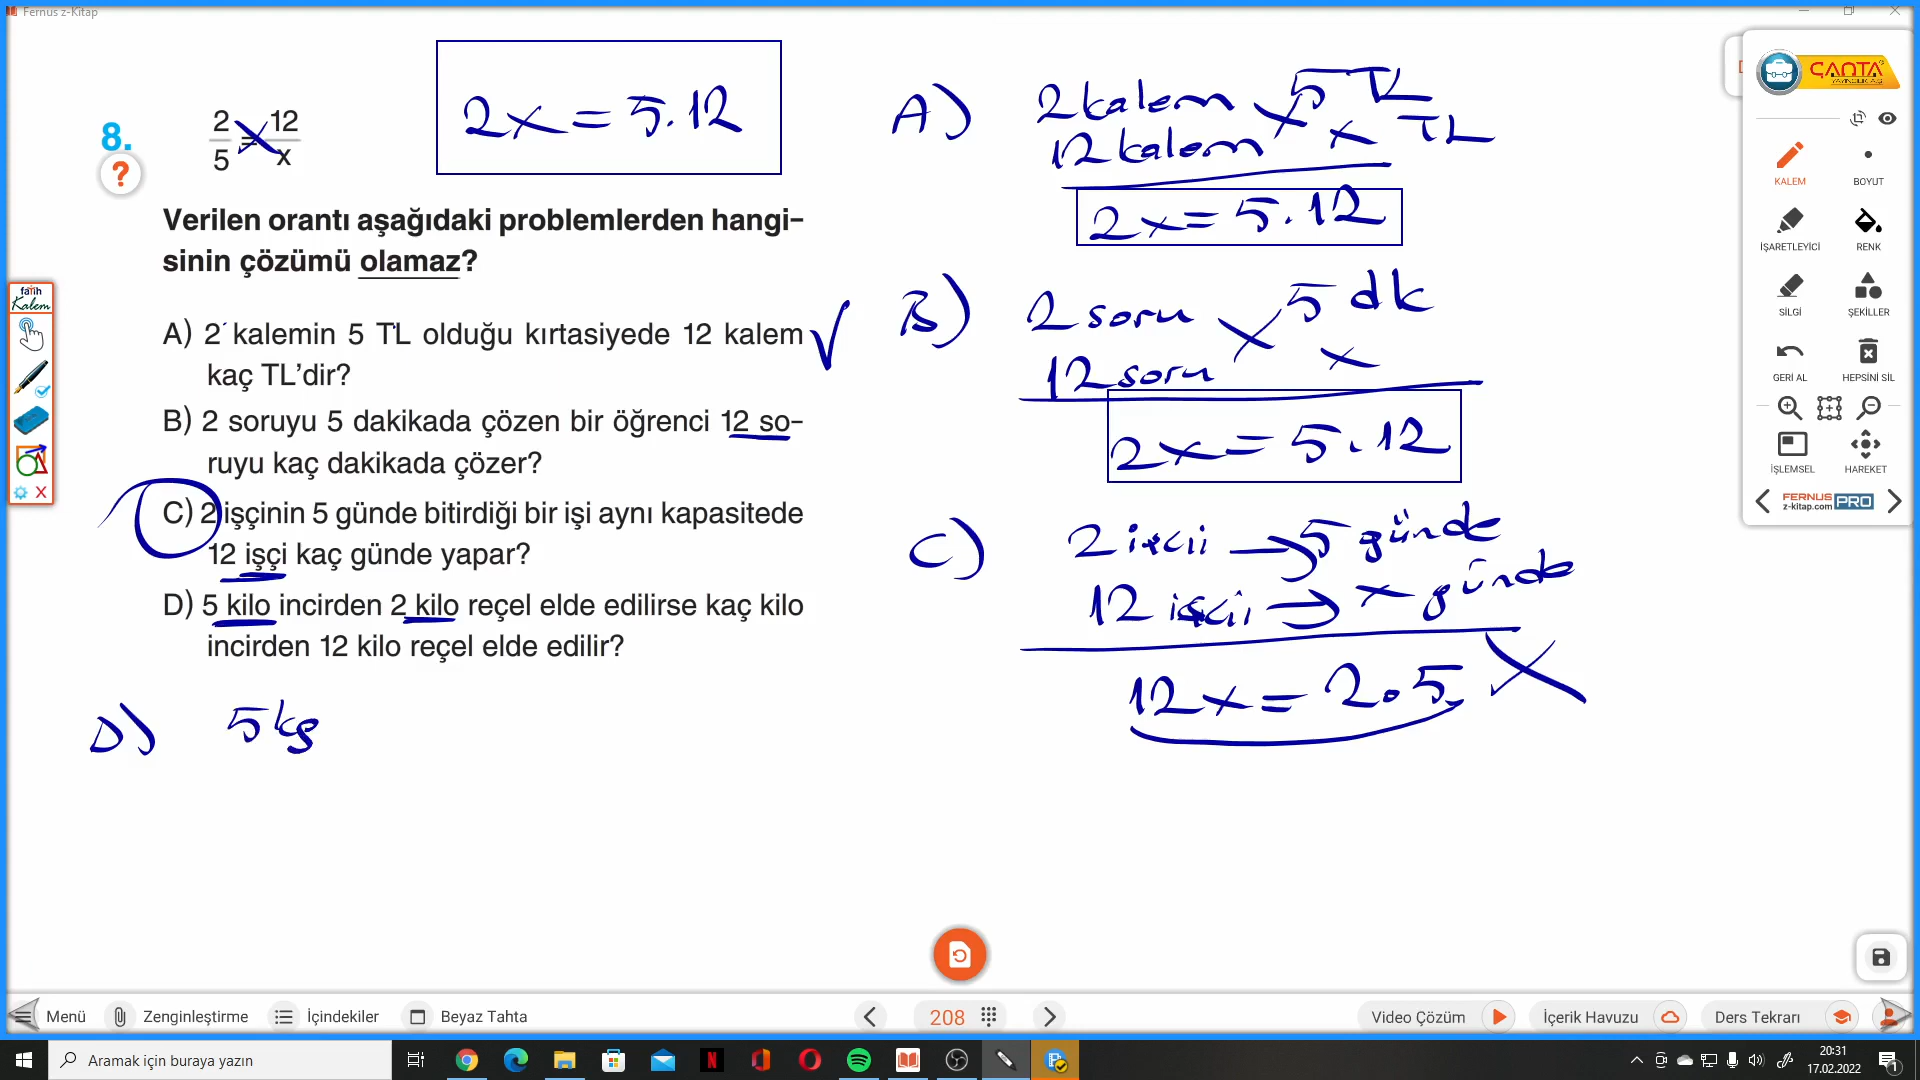 Fernus z-Kitap
8.
2/5 = 12/x
2x = 5.12
Verilen orantı aşağıdaki problemlerden hangi-
sinin çözümü olamaz?
A) 2 kalemin 5 TL olduğu kırtasiyede 12 kalem
kaç TL'dir?
B) 2 soruyu 5 dakikada çözen bir öğrenci 12 so-
ruyu kaç dakikada çözer?
C) 2 işçinin 5 günde bitirdiği bir işi aynı kapasitede
12 işçi kaç günde yapar?
D) 5 kilo incirden 2 kilo reçel elde edilirse kaç kilo
incirden 12 kilo reçel elde edilir?
D) 5kg
A) 2 kalem 5 TL
12 kalem x TL
2x = 5.12
B) 2 soru 5 dk
12 soru x
2x = 5.12
C) 2 işçi → 5 günde
12 işçi → x günde
12x = 2.5
fatih
Kalem
X
ÇANTA
YAYINCILIK A.Ş.
KALEM
BOYUT
İŞARETLEYİCİ
RENK
SİLGİ
ŞEKİLLER
GERİ AL
HEPSİNİ SİL
İŞLEMSEL
HAREKET
FERNUS PRO
z-kitap.com
Menü
Zenginleştirme
İçindekiler
Beyaz Tahta
208
Video Çözüm
İçerik Havuzu
Ders Tekrarı
Aramak için buraya yazın
20:31
17.02.2022
1